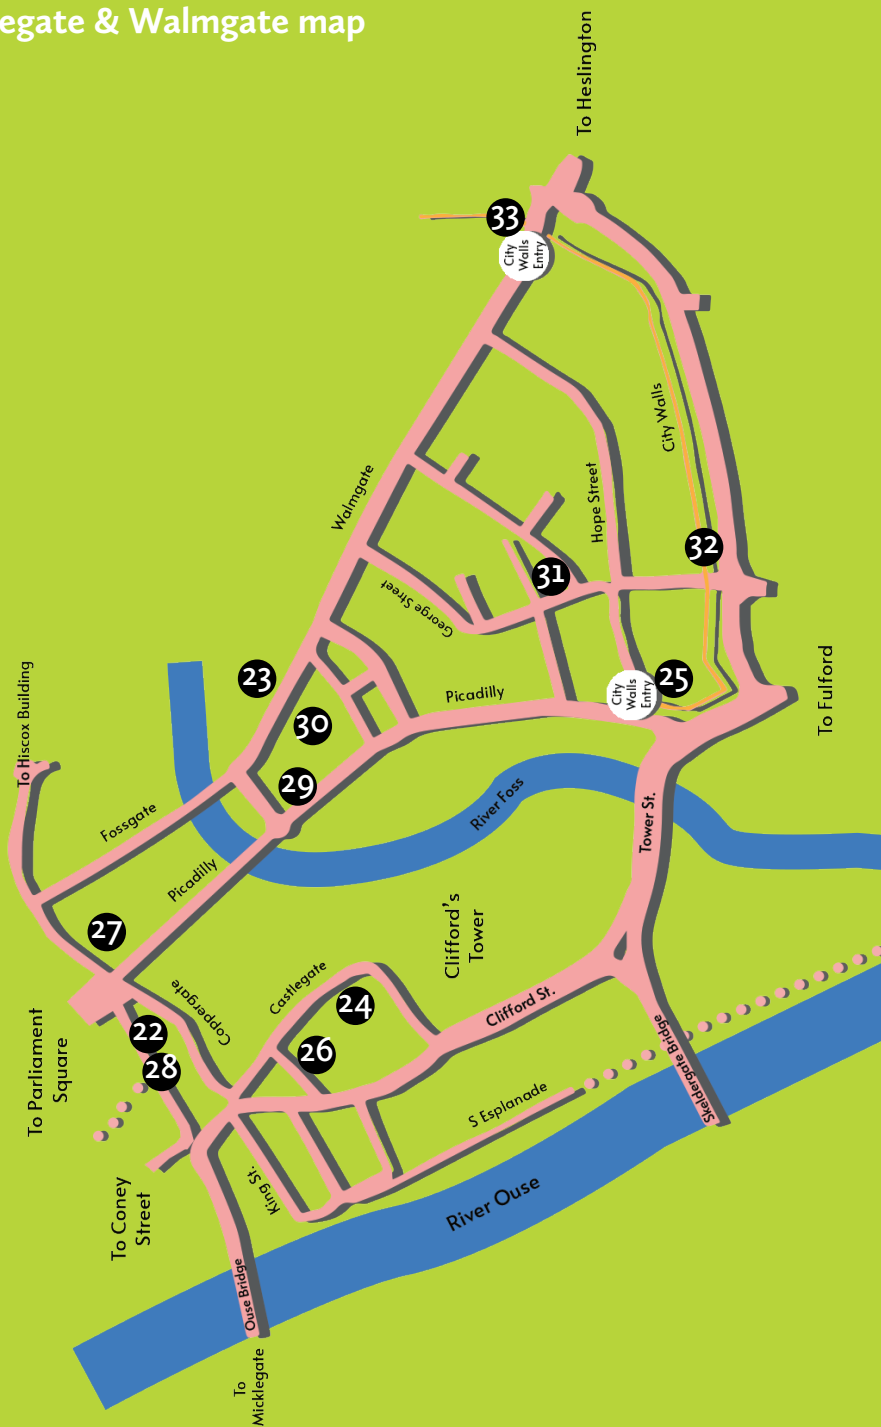 egate & Walmgate map
To Heslington
33
City
Walls
Entry
City Walls
Walmgate
Hope Street
32
31
George Street
23
25
City
Walls
Entry
To Fulford
Picadilly
30
29
To Hiscox Building
Fossgate
River Foss
Tower St.
Picadilly
27
Clifford's
Tower
Castlegate
24
Coppergate
Clifford St.
22
26
28
To Parliament
Square
Skeldergate Bridge
S Esplanade
To Coney
Street
King St.
River Ouse
Ouse Bridge
To
Micklegate